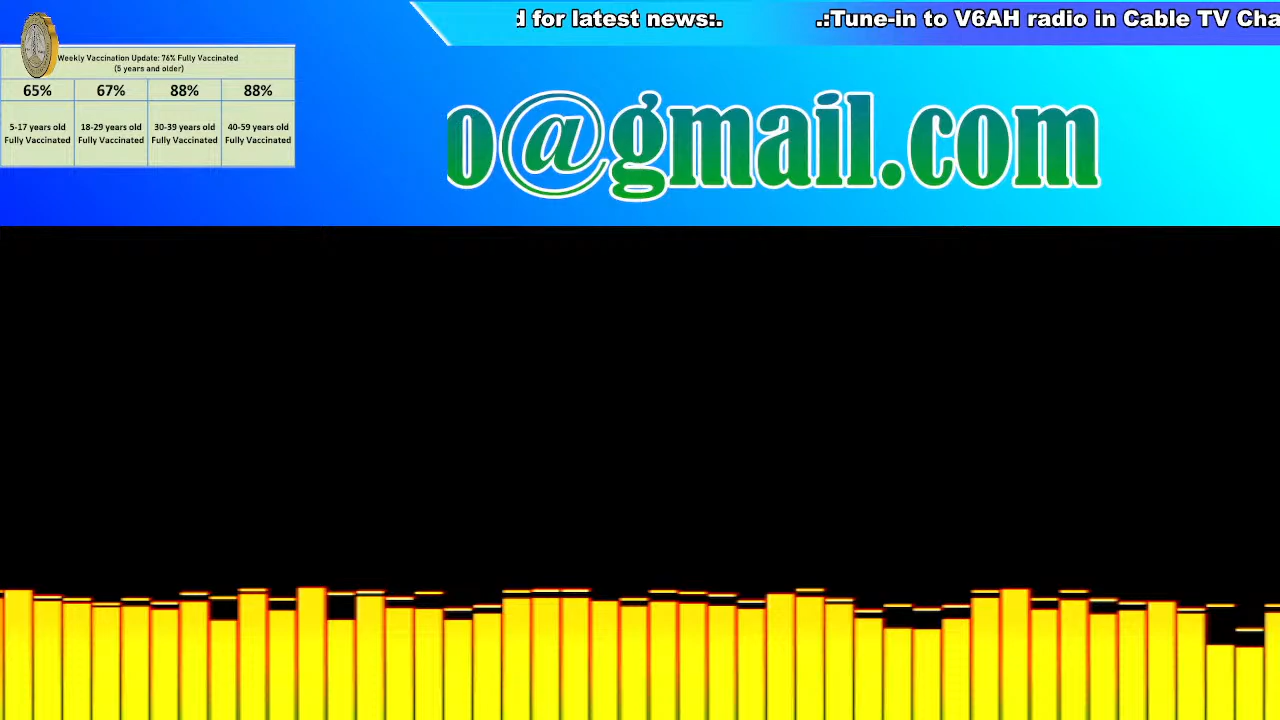 d for latest news:.
.:Tune-in to V6AH radio in Cable TV Cha
Weekly Vaccination Update: 76% Fully Vaccinated
(5 years and older)
65% 67% 88% 88%
5-17 years old 18-29 years old 30-39 years old 40-59 years old
Fully Vaccinated Fully Vaccinated Fully Vaccinated Fully Vaccinated
o@gmail.com